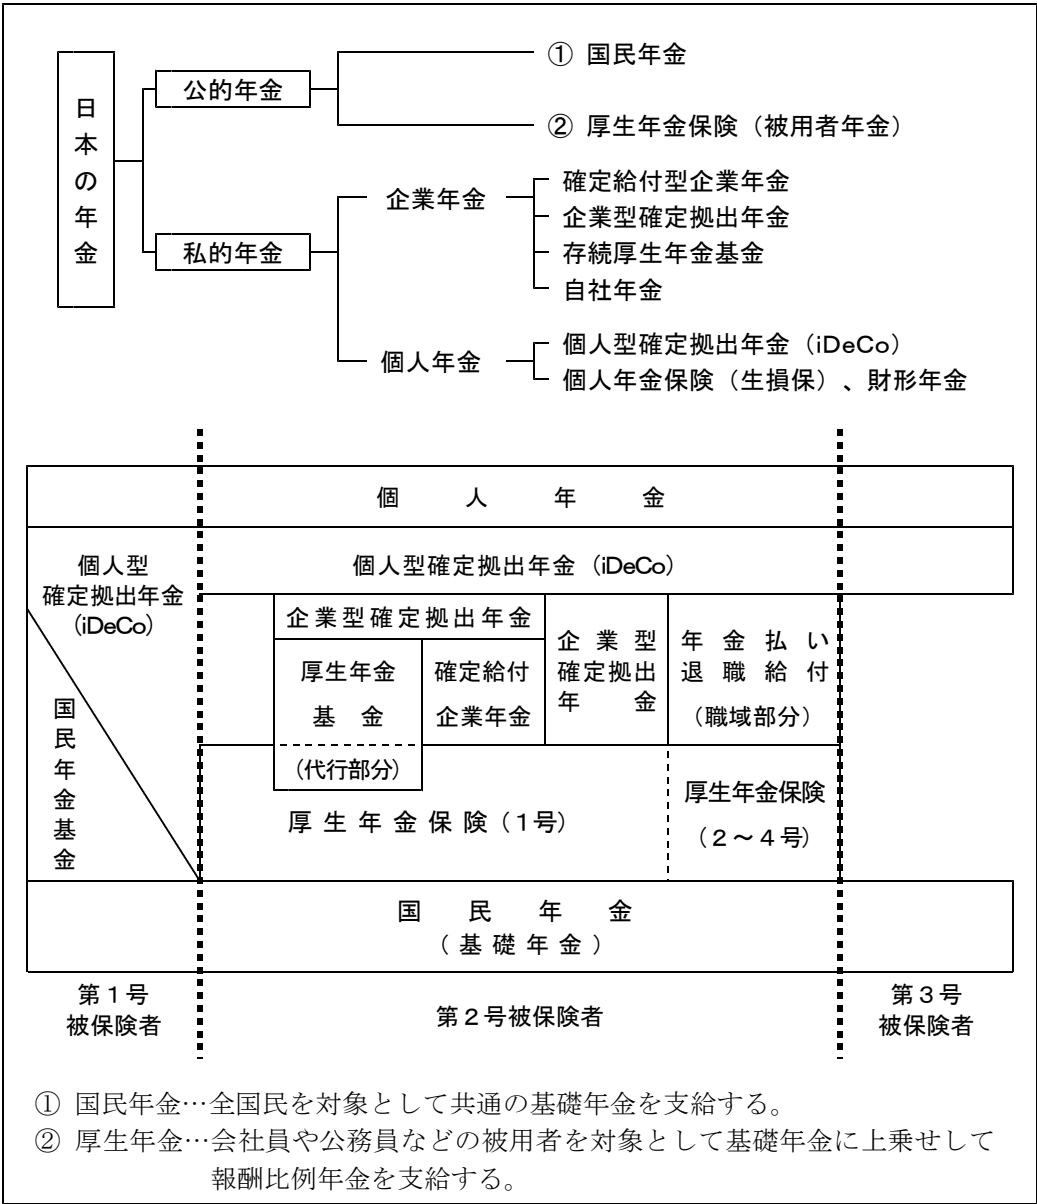 日本の年金
公的年金
① 国民年金
② 厚生年金保険（被用者年金）
私的年金
企業年金
確定給付型企業年金
企業型確定拠出年金
存続厚生年金基金
自社年金
個人年金
個人型確定拠出年金（iDeCo）
個人年金保険（生損保）、財形年金
個人年金
個人型
確定拠出年金
（iDeCo）
国民年金基金
個人型確定拠出年金（iDeCo）
企業型確定拠出年金
厚生年金
基金
（代行部分）
確定給付
企業年金
企業型
確定拠出
年金
年金払い
退職給付
（職域部分）
厚生年金保険（１号）
厚生年金保険
（２～４号）
国民年金
（基礎年金）
第１号
被保険者
第２号被保険者
第３号
被保険者
① 国民年金…全国民を対象として共通の基礎年金を支給する。
② 厚生年金…会社員や公務員などの被用者を対象として基礎年金に上乗せして
報酬比例年金を支給する。